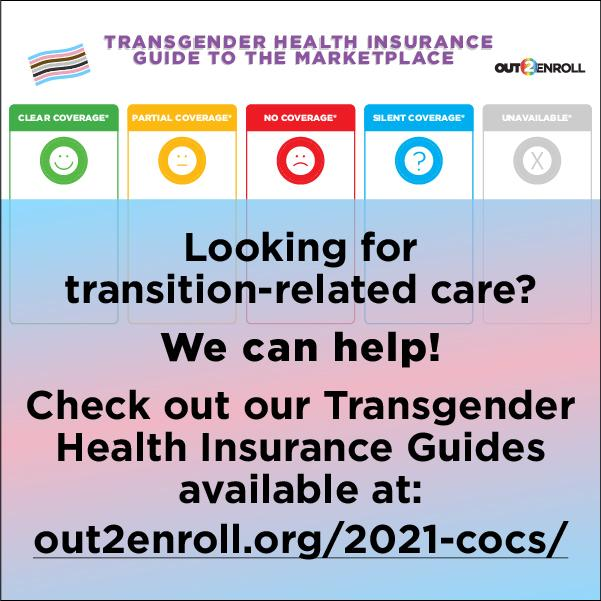 TRANSGENDER HEALTH INSURANCE
GUIDE TO THE MARKETPLACE
OUT2ENROLL
CLEAR COVERAGE*
PARTIAL COVERAGE*
NO COVERAGE*
SILENT COVERAGE*
UNAVAILABLE*
?
X
Looking for
transition-related care?
We can help!
Check out our Transgender
Health Insurance Guides
available at:
out2enroll.org/2021-cocs/